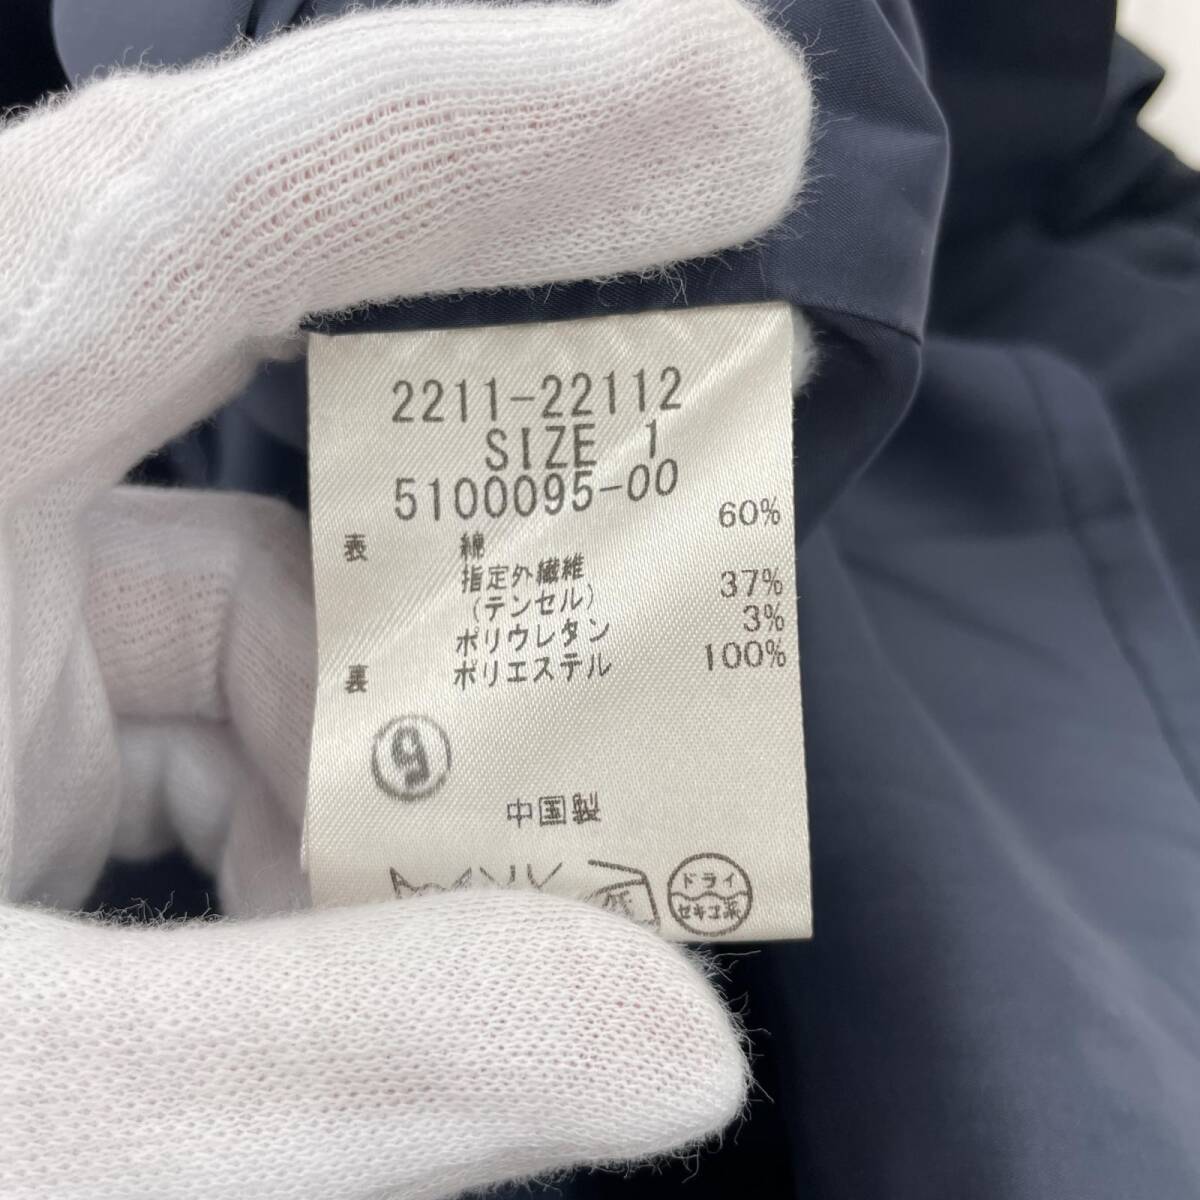 2211-22112
SIZE 1
5100095-00
表 綿 60%
指定外繊維
(テンセル) 37%
ポリウレタン 3%
裏 ポリエステル 100%
中国製
ドライ
セキユ系